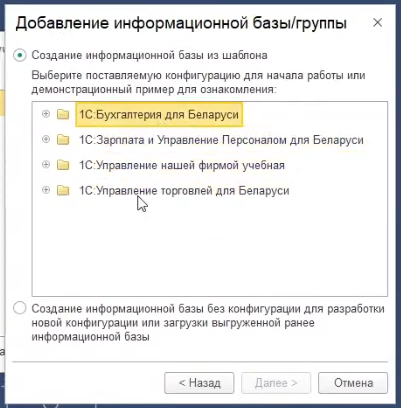 Добавление информационной базы/группы
Создание информационной базы из шаблона
Выберите поставляемую конфигурацию для начала работы или
демонстрационный пример для ознакомления:
1С:Бухгалтерия для Беларуси
1С:Зарплата и Управление Персоналом для Беларуси
1С:Управление нашей фирмой учебная
1С:Управление торговлей для Беларуси
Создание информационной базы без конфигурации для разработки
новой конфигурации или загрузки выгруженной ранее
информационной базы
< Назад
Далее >
Отмена